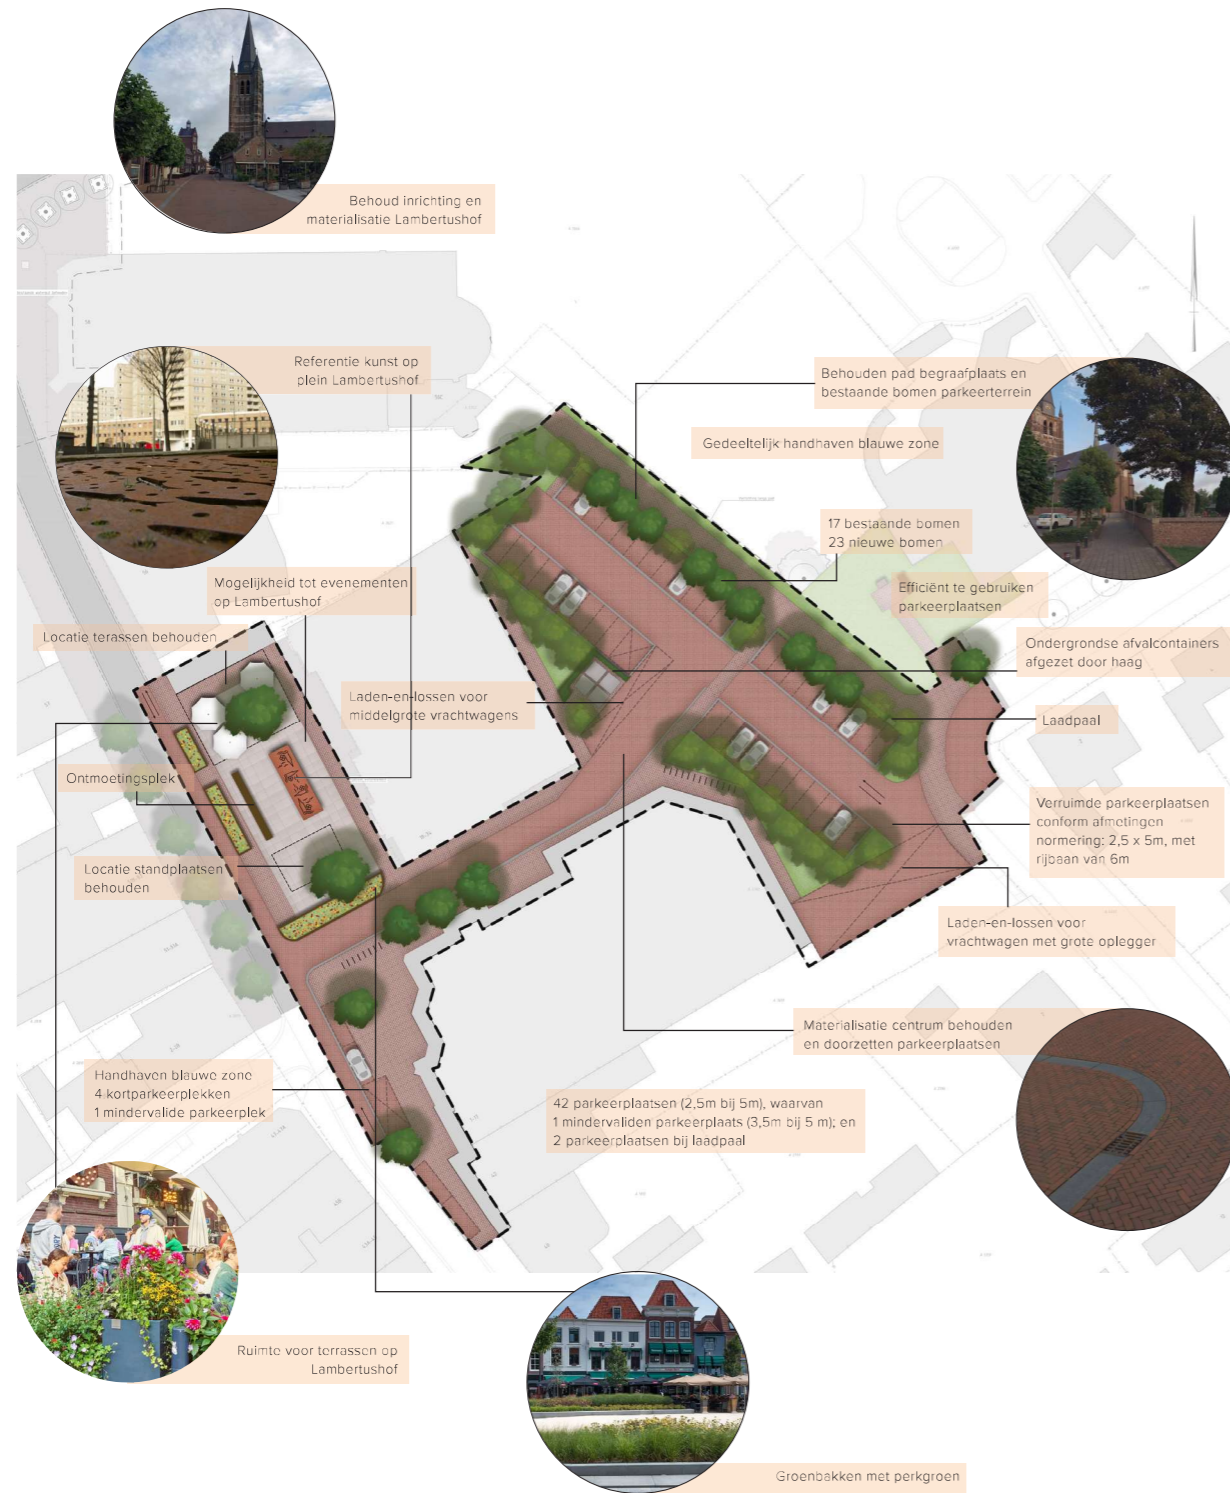 Behoud inrichting en
materialisatie Lambertushof
Referentie kunst op
plein Lambertushof
Behouden pad begraafplaats en
bestaande bomen parkeerterrein
Gedeeltelijk handhaven blauwe zone
17 bestaande bomen
23 nieuwe bomen
Mogelijkheid tot evenementen
op Lambertushof
Efficiënt te gebruiken
parkeerplaatsen
Locatie terassen behouden
Ondergrondse afvalcontainers
afgezet door haag
Laden-en-lossen voor
middelgrote vrachtwagens
Laadpaal
Ontmoetingsplek
Verruimde parkeerplaatsen
conform afmetingen
normering: 2,5 x 5m, met
rijbaan van 6m
Locatie standplaatsen
behouden
Laden-en-lossen voor
vrachtwagen met grote oplegger
Materialisatie centrum behouden
en doorzetten parkeerplaatsen
Handhaven blauwe zone
4 kortparkeerplekken
1 mindervalide parkeerplek
42 parkeerplaatsen (2,5m bij 5m), waarvan
1 mindervaliden parkeerplaats (3,5m bij 5 m); en
2 parkeerplaatsen bij laadpaal
Ruimte voor terrassen op
Lambertushof
Groenbakken met perkgroen